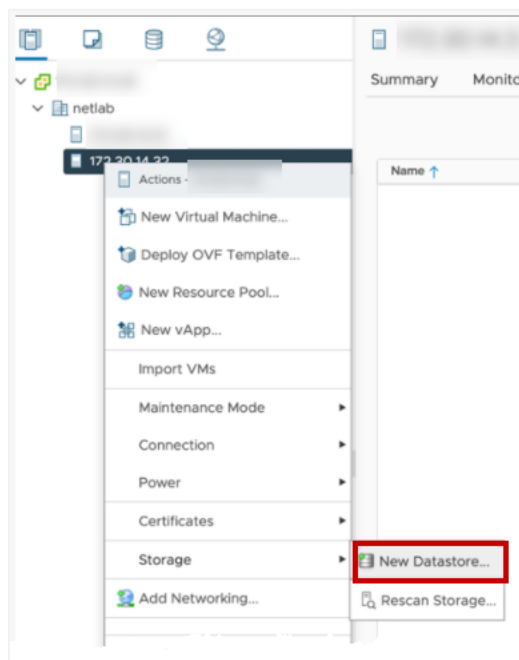 Summary Monito
netlab
172.30.14.32
Name
Actions -
New Virtual Machine...
Deploy OVF Template...
New Resource Pool...
New vApp...
Import VMs
Maintenance Mode
Connection
Power
Certificates
Storage
New Datastore...
Rescan Storage...
Add Networking...